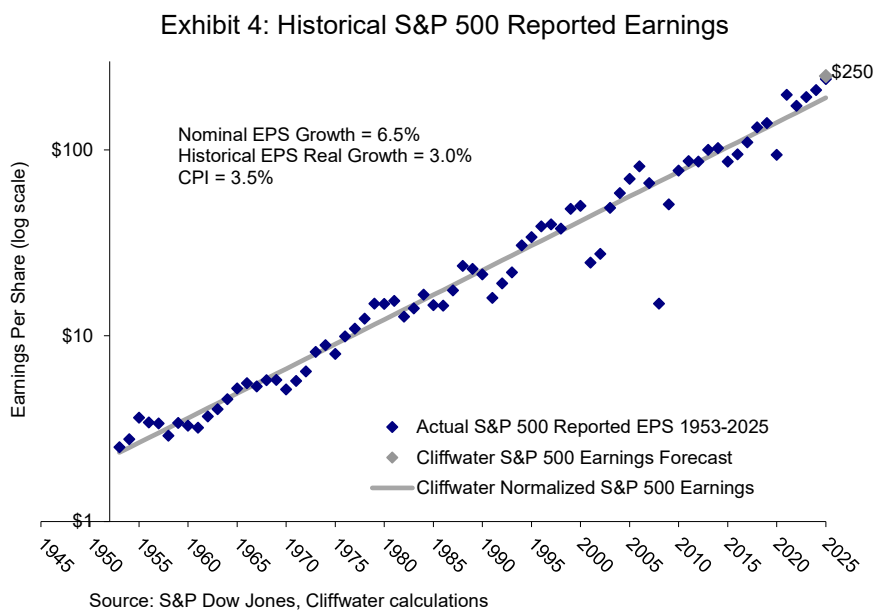 Exhibit 4: Historical S&P 500 Reported Earnings
$250
Nominal EPS Growth = 6.5%
Historical EPS Real Growth = 3.0%
CPI = 3.5%
Earnings Per Share (log scale)
$100
$10
$1
Actual S&P 500 Reported EPS 1953-2025
Cliffwater S&P 500 Earnings Forecast
Cliffwater Normalized S&P 500 Earnings
1945
1950
1955
1960
1965
1970
1975
1980
1985
1990
1995
2000
2005
2010
2015
2020
2025
Source: S&P Dow Jones, Cliffwater calculations